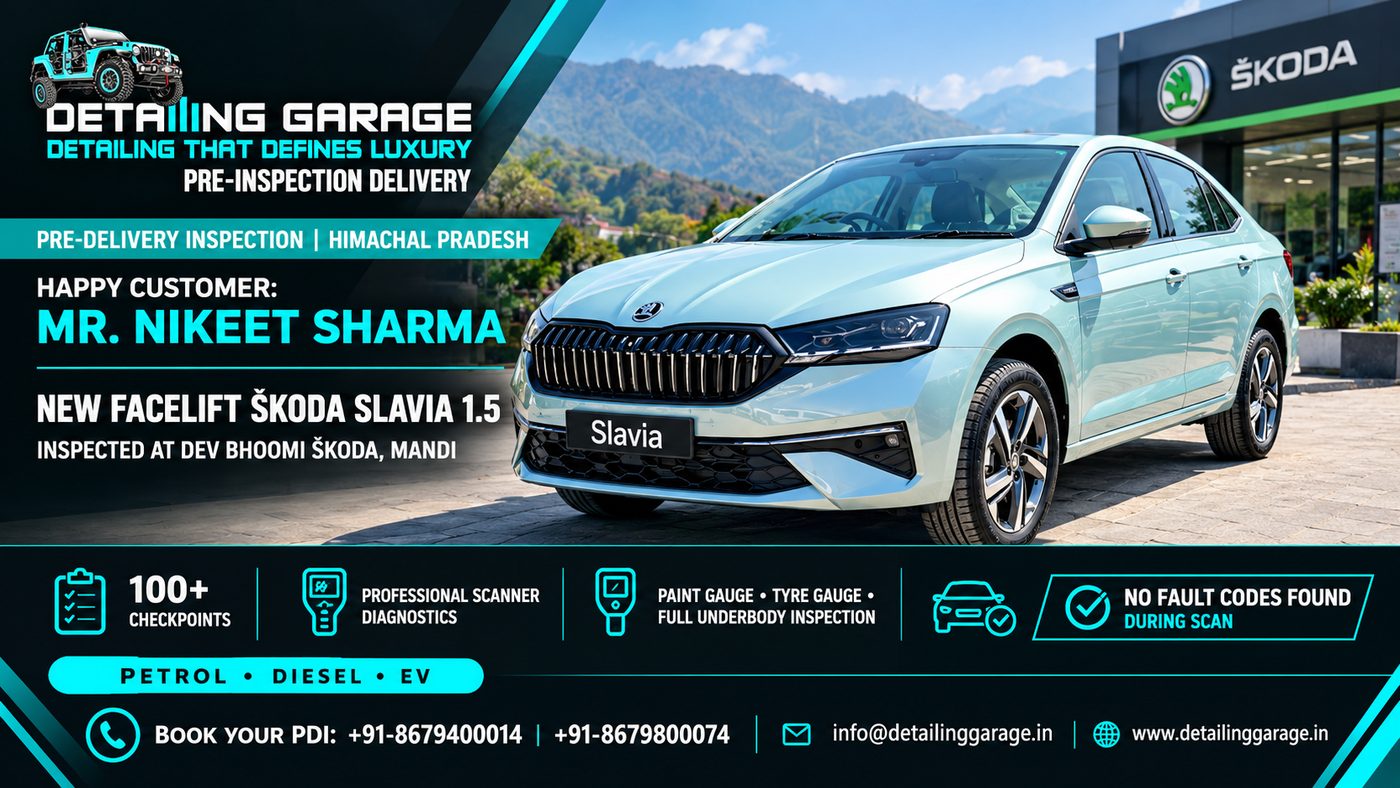 DETAILING GARAGE
DETAILING THAT DEFINES LUXURY
PRE-INSPECTION DELIVERY
PRE-DELIVERY INSPECTION | HIMACHAL PRADESH
HAPPY CUSTOMER:
MR. NIKEET SHARMA
NEW FACELIFT ŠKODA SLAVIA 1.5
INSPECTED AT DEV BHOOMI ŠKODA, MANDI
ŠKODA
Slavia
100+
CHECKPOINTS
PROFESSIONAL SCANNER
DIAGNOSTICS
PAINT GAUGE • TYRE GAUGE •
FULL UNDERBODY INSPECTION
NO FAULT CODES FOUND
DURING SCAN
PETROL • DIESEL • EV
BOOK YOUR PDI: +91-8679400014 | +91-8679800074
info@detailinggarage.in
www.detailinggarage.in